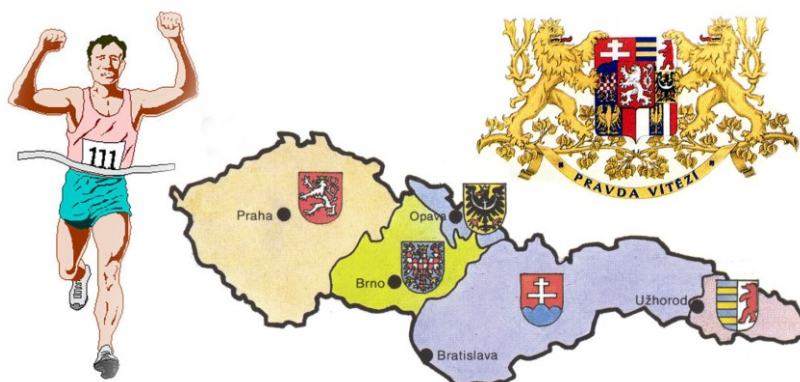 111
PRAVDA VÍTĚZÍ
Praha
Opava
Brno
Užhorod
Bratislava